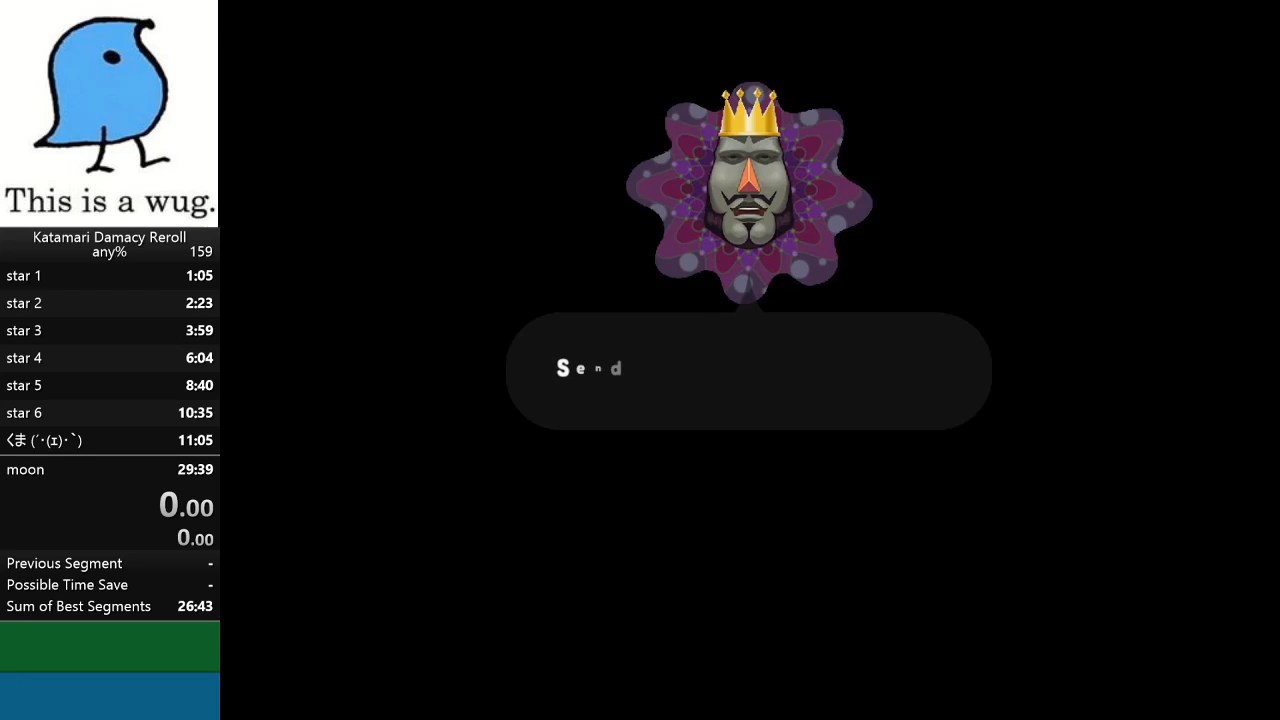 This is a wug.
Katamari Damacy Reroll
any% 159
star 1 1:05
star 2 2:23
star 3 3:59
star 4 6:04
star 5 8:40
star 6 10:35
くま (´･(ｪ)･`) 11:05
moon 29:39
0.00
0.00
Previous Segment -
Possible Time Save -
Sum of Best Segments 26:43
Send